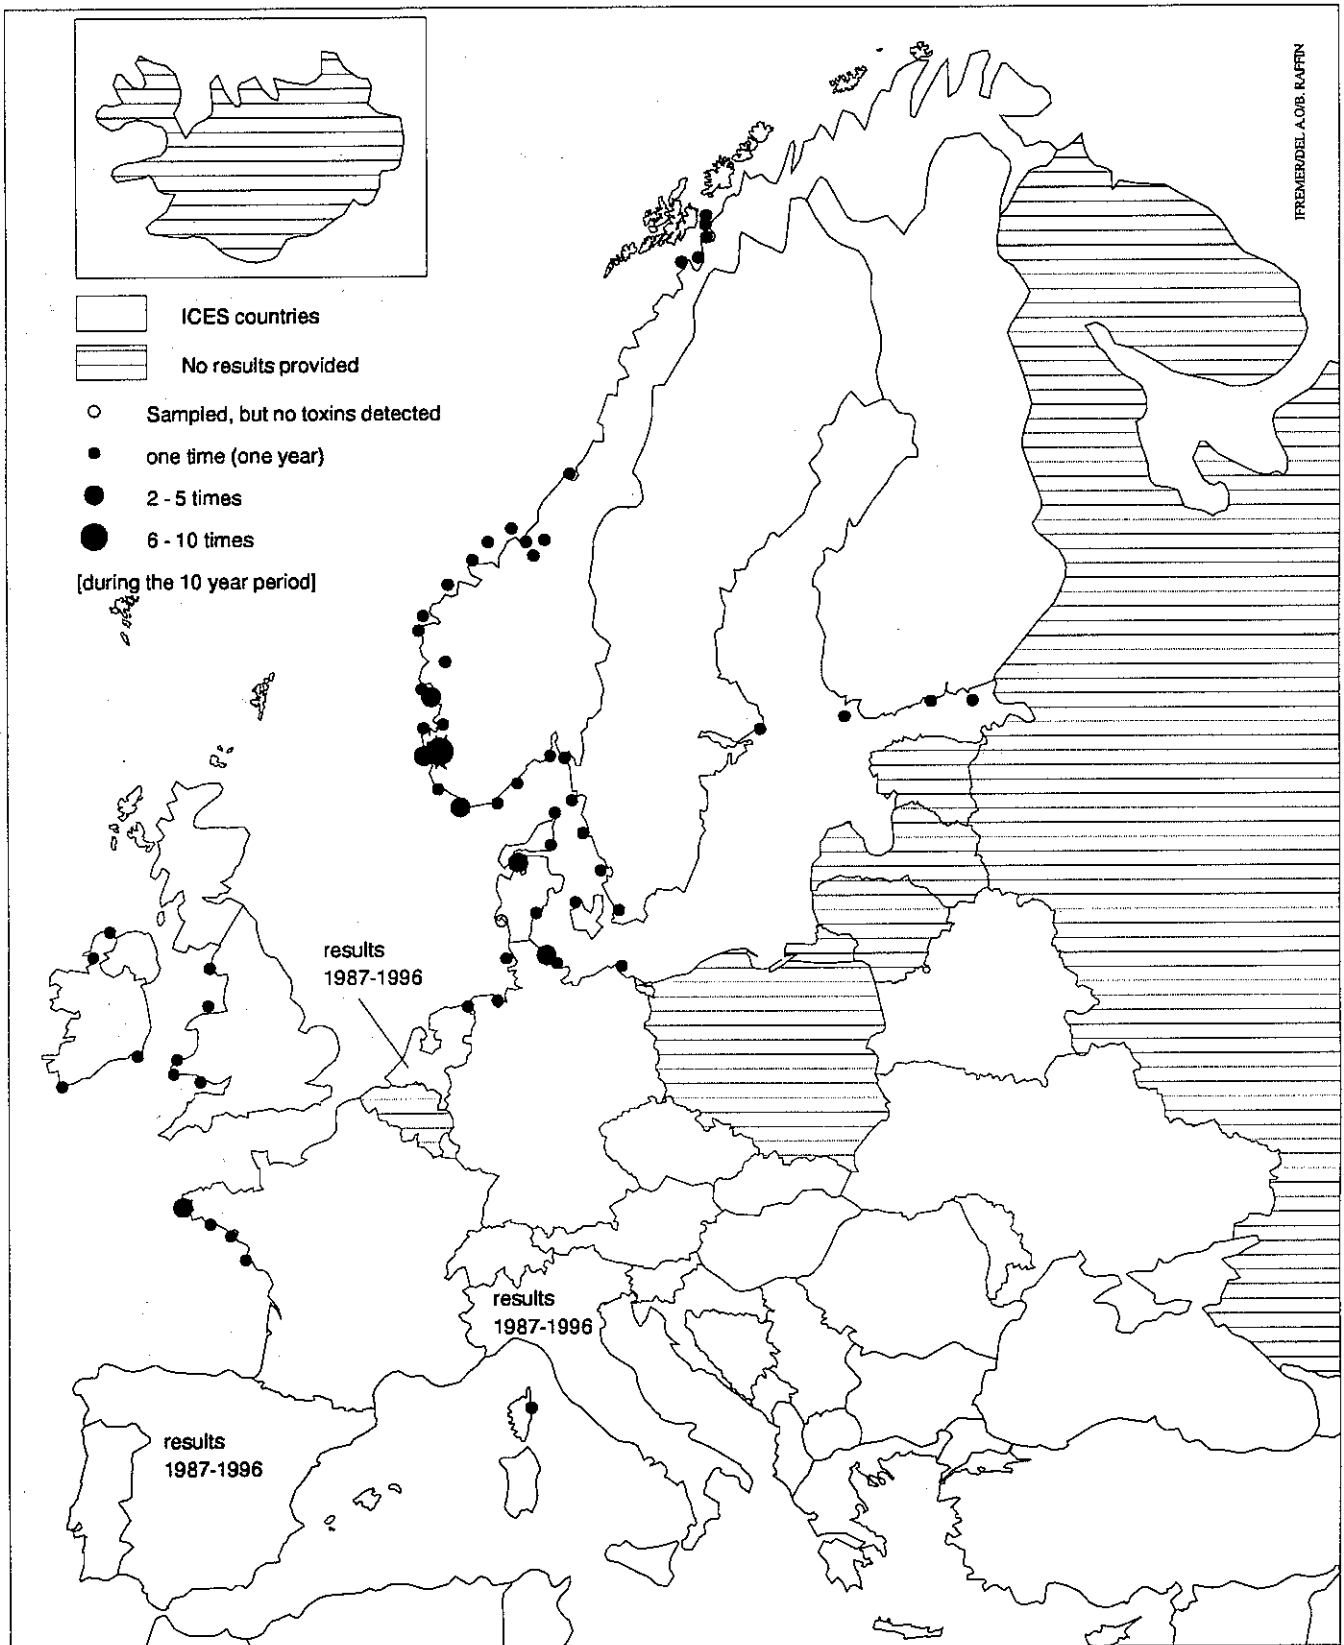 IFREMER/DEL A.O/B. RAFFIN
ICES countries
No results provided
Sampled, but no toxins detected
one time (one year)
2 - 5 times
6 - 10 times
[during the 10 year period]
results
1987-1996
results
1987-1996
results
1987-1996